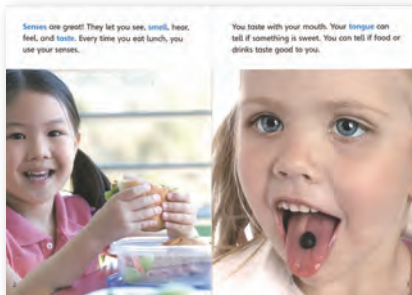 Senses are great! They let you see, smell, hear,
feel, and taste. Every time you eat lunch, you
use your senses.
You taste with your mouth. Your tongue can
tell if something is sweet. You can tell if food or
drinks taste good to you.